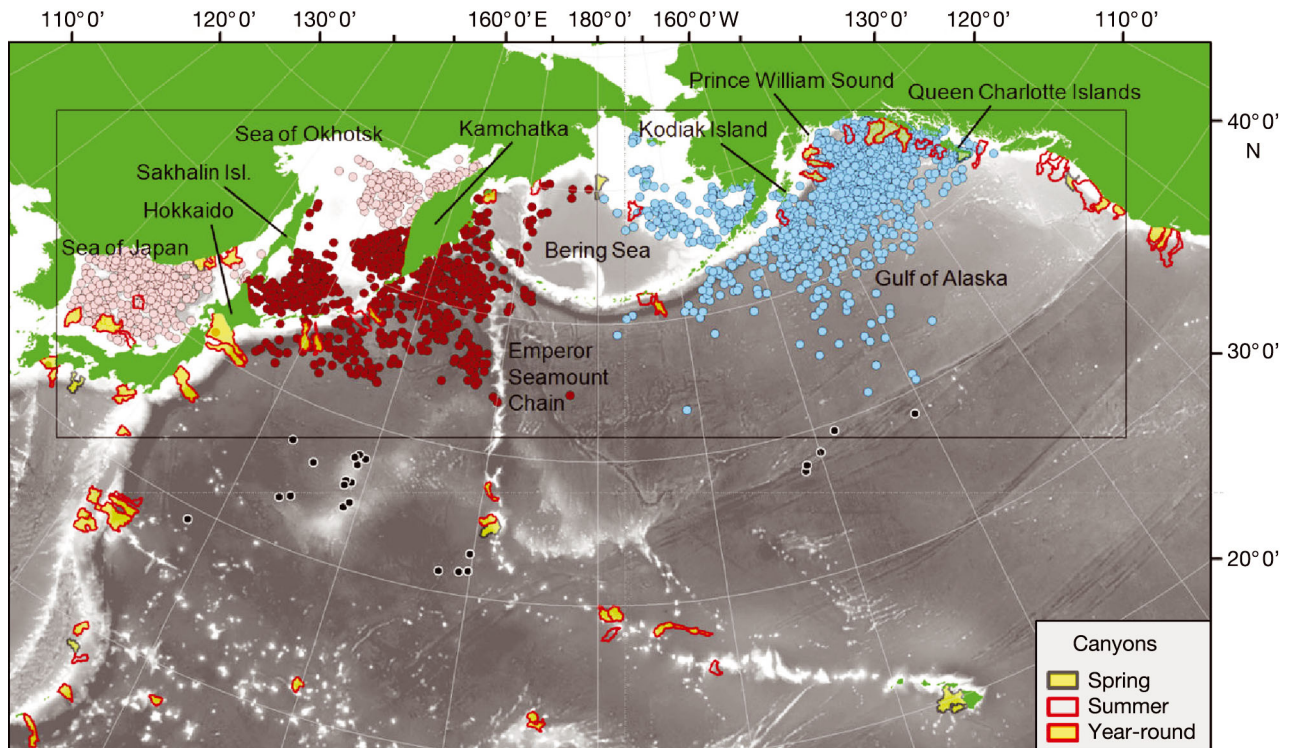 110°0’ 120°0’ 130°0’ 160°0’E 180°0’ 160°0’W 130°0’ 120°0’ 110°0’
Prince William Sound
Queen Charlotte Islands
40°0’
N
Sea of Okhotsk
Kamchatka
Kodiak Island
Sakhalin Isl.
Hokkaido
Sea of Japan
Bering Sea
Gulf of Alaska
30°0’
Emperor
Seamount
Chain
20°0’
Canyons
Spring
Summer
Year-round